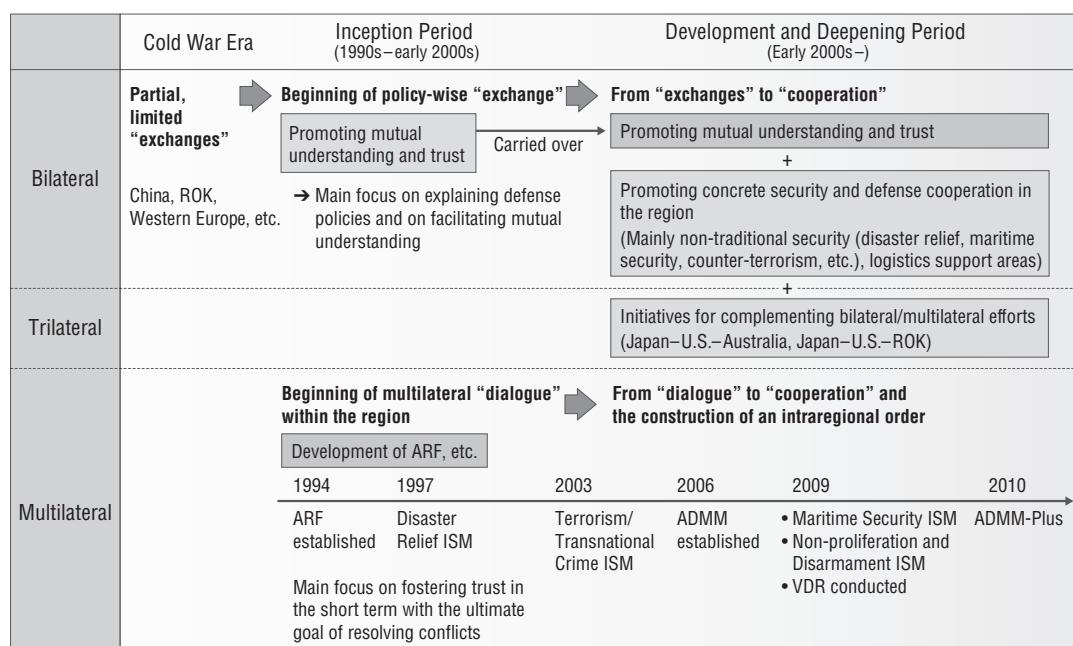 Cold War Era
Inception Period
(1990s–early 2000s)
Development and Deepening Period
(Early 2000s–)
Bilateral
Partial,
limited
“exchanges”
China, ROK,
Western Europe, etc.
Beginning of policy-wise “exchange”
Promoting mutual
understanding and trust
Carried over
➔ Main focus on explaining defense
policies and on facilitating mutual
understanding
From “exchanges” to “cooperation”
Promoting mutual understanding and trust
+
Promoting concrete security and defense cooperation in
the region
(Mainly non-traditional security (disaster relief, maritime
security, counter-terrorism, etc.), logistics support areas)
+
Trilateral
Initiatives for complementing bilateral/multilateral efforts
(Japan–U.S.–Australia, Japan–U.S.–ROK)
Multilateral
Beginning of multilateral “dialogue”
within the region
From “dialogue” to “cooperation” and
the construction of an intraregional order
Development of ARF, etc.
1994
ARF
established
1997
Disaster
Relief ISM
Main focus on fostering trust in
the short term with the ultimate
goal of resolving conflicts
2003
Terrorism/
Transnational
Crime ISM
2006
ADMM
established
2009
• Maritime Security ISM
• Non-proliferation and
Disarmament ISM
• VDR conducted
2010
ADMM-Plus